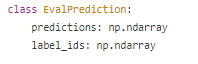 class EvalPrediction:
predictions: np.ndarray
label_ids: np.ndarray